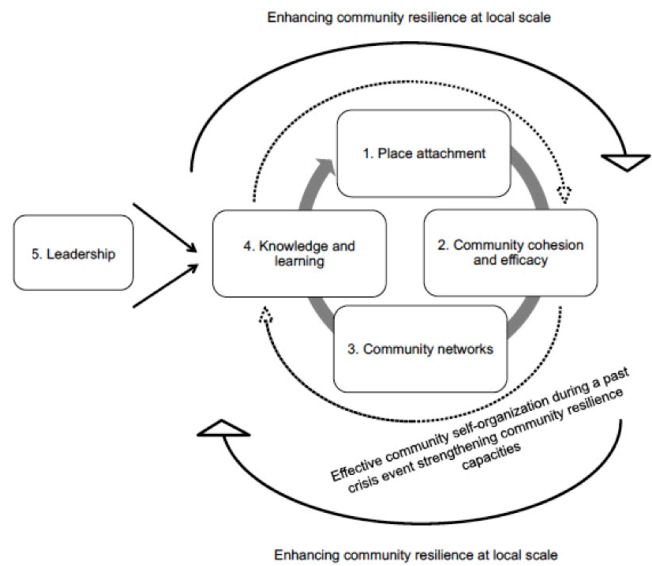 Enhancing community resilience at local scale
1. Place attachment
5. Leadership
4. Knowledge and
learning
2. Community cohesion
and efficacy
3. Community networks
Effective community self-organization during a past
crisis event strengthening community resilience
capacities
Enhancing community resilience at local scale